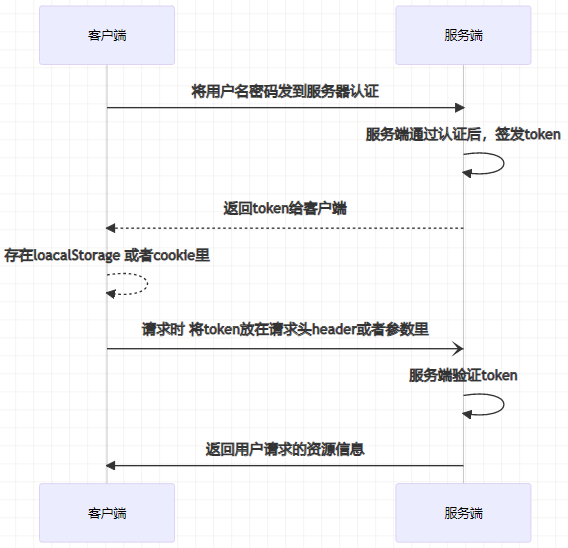 客户端
服务端
将用户名密码发到服务器认证
服务端通过认证后，签发token
返回token给客户端
存在loacalStorage 或者cookie里
请求时 将token放在请求头header或者参数里
服务端验证token
返回用户请求的资源信息
客户端
服务端